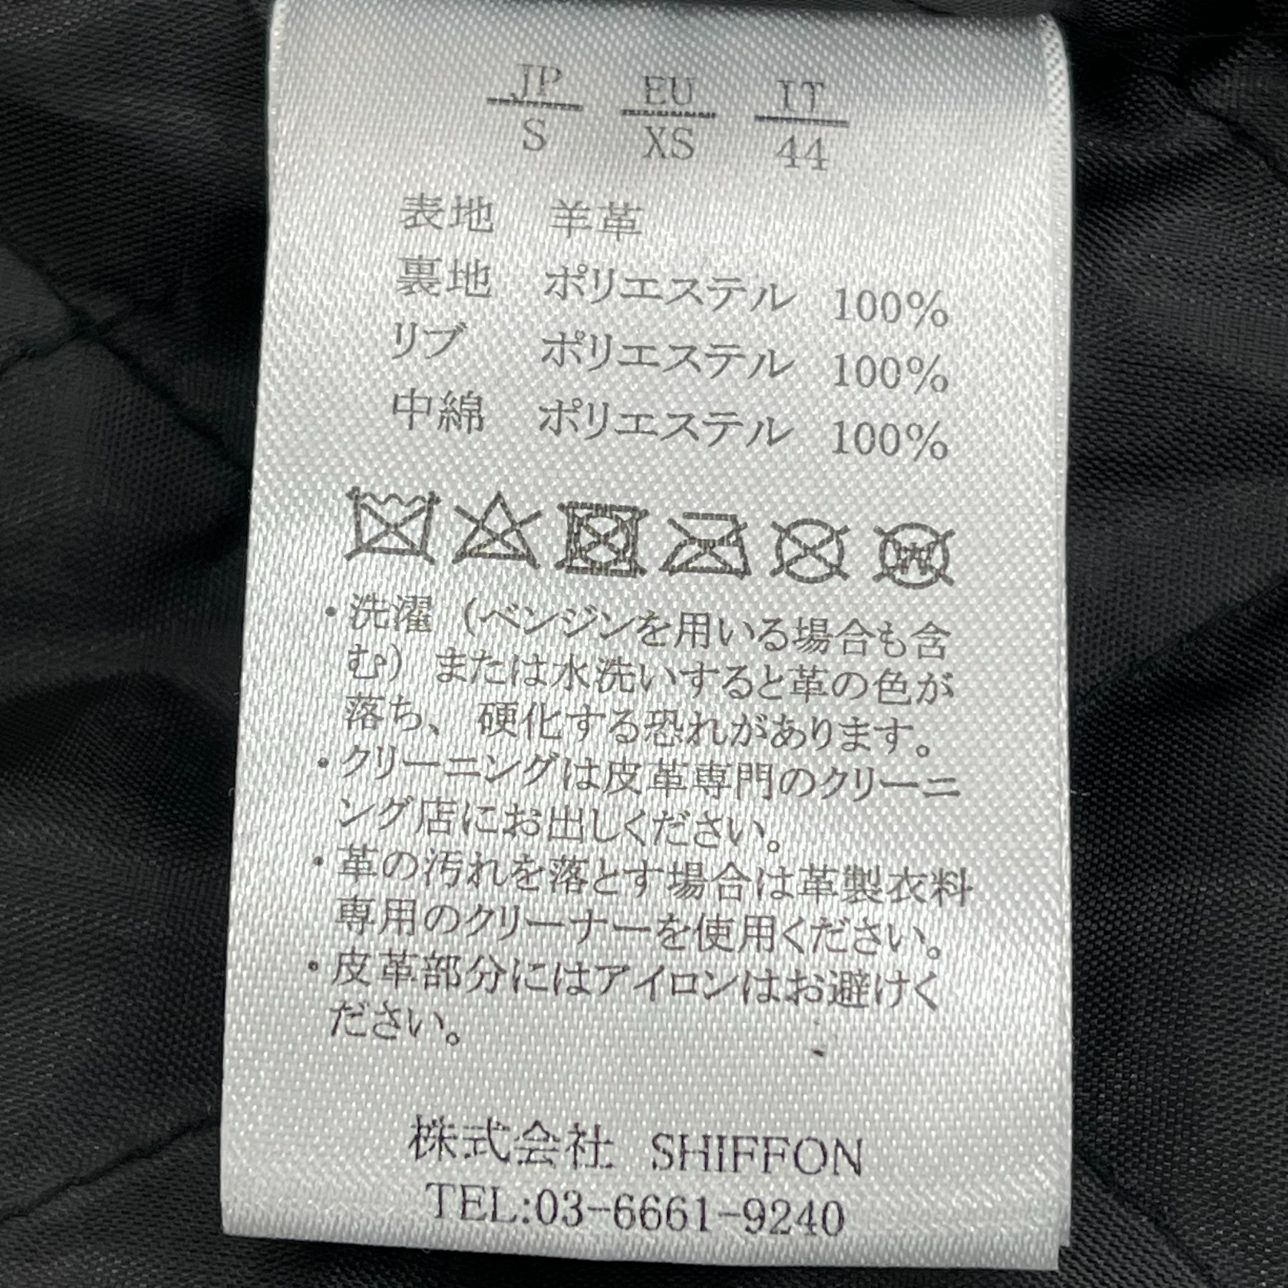 JP EU IT
S XS 44
表地 羊革
裏地 ポリエステル 100%
リブ ポリエステル 100%
中綿 ポリエステル 100%
W
・洗濯（ベンジンを用いる場合も含
む）または水洗いすると革の色が
落ち、硬化する恐れがあります。
・クリーニングは皮革専門のクリーニ
ング店にお出しください。
・革の汚れを落とす場合は革製衣料
専用のクリーナーを使用ください。
・皮革部分にはアイロンはお避けく
ださい。
株式会社 SHIFFON
TEL:03-6661-9240